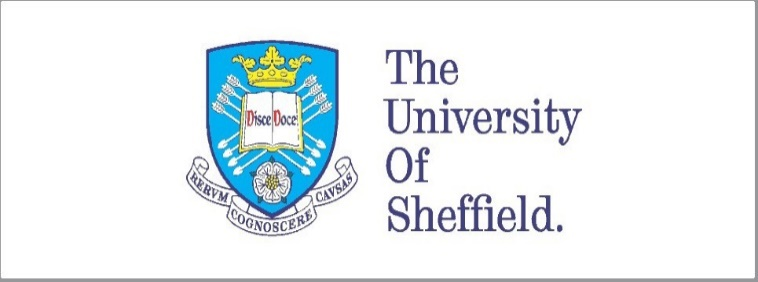 Disce Doce
RERVM
COGNOSCERE
CAVSAS
The
University
Of
Sheffield.